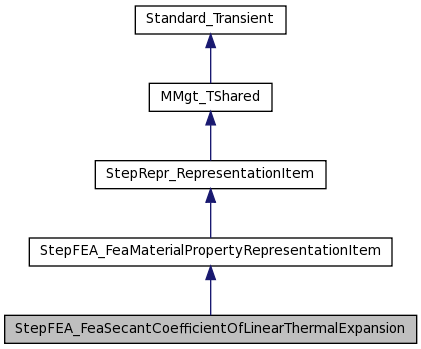 Standard_Transient
MMgt_TShared
StepRepr_RepresentationItem
StepFEA_FeaMaterialPropertyRepresentationItem
StepFEA_FeaSecantCoefficientOfLinearThermalExpansion